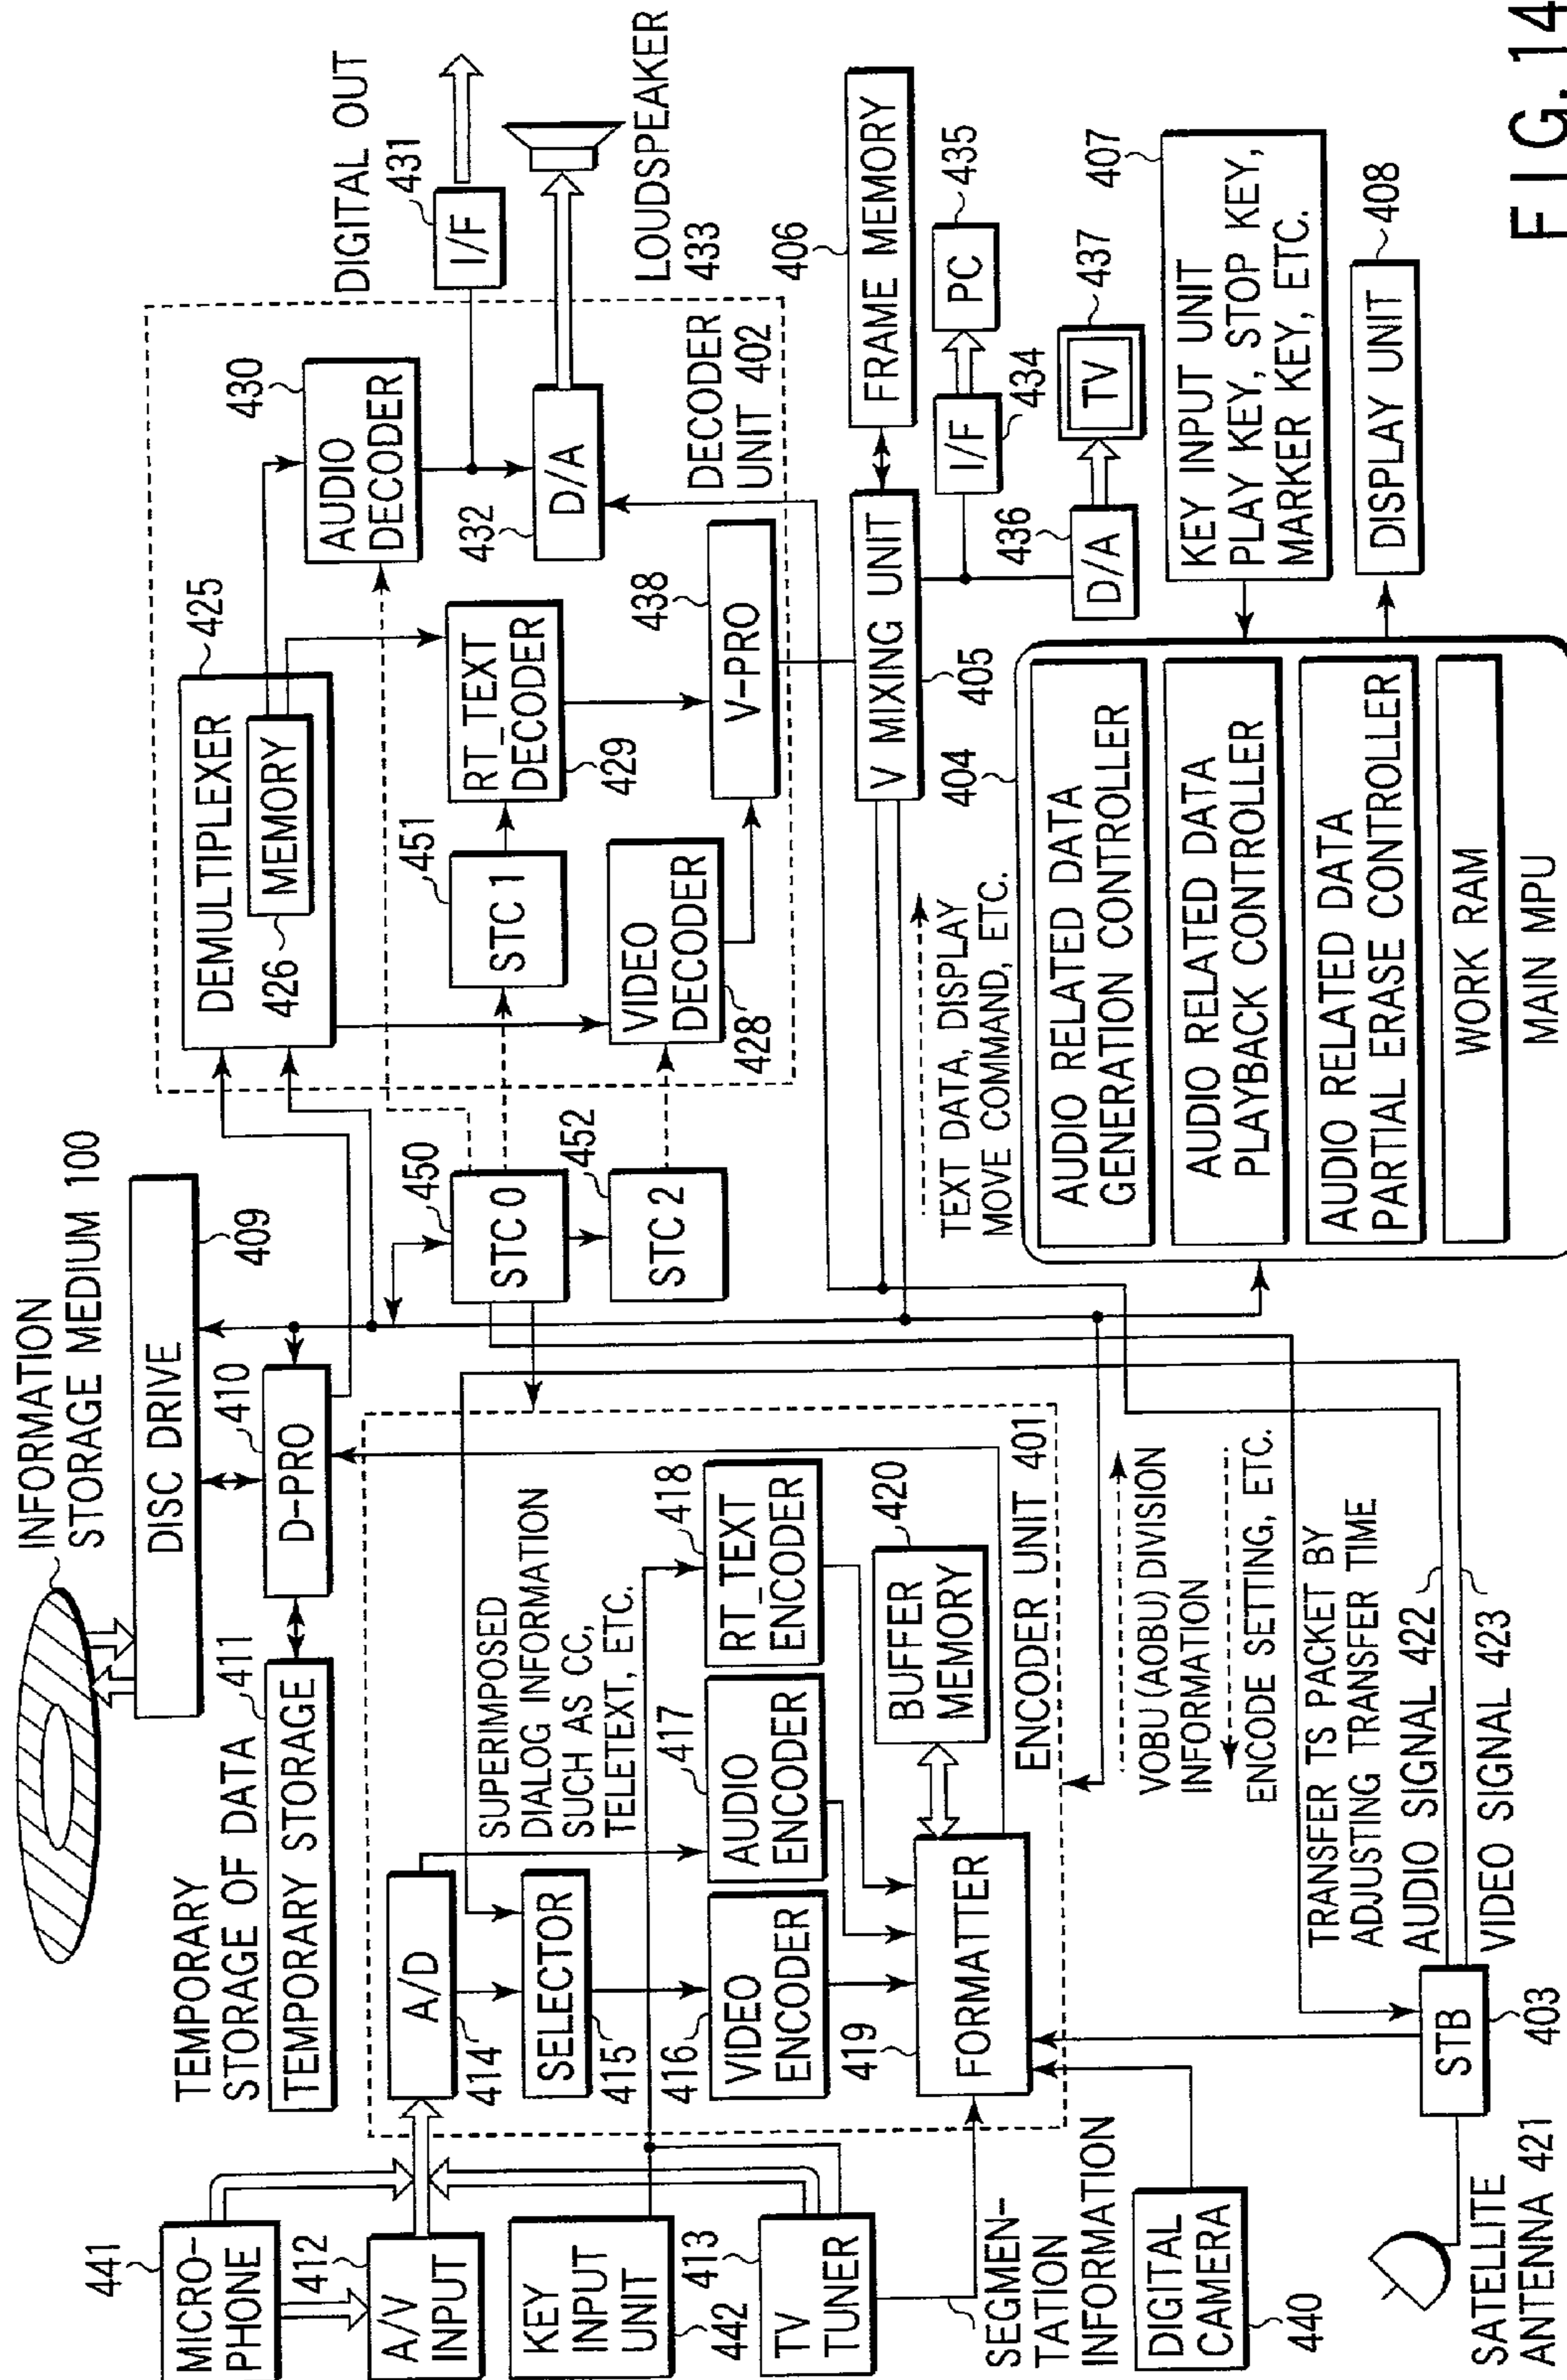 INFORMATION
STORAGE MEDIUM 100
DISC DRIVE
409
TEMPORARY
STORAGE OF DATA
411
TEMPORARY STORAGE
410
D-PRO
441
MICRO-
PHONE
412
A/V
INPUT
KEY
INPUT
UNIT
442
413
TV
TUNER
SEGMEN-
TATION
INFORMATION
DIGITAL
CAMERA
440
SATELLITE
ANTENNA 421
STB
403
A/D
414
SELECTOR
415
SUPERIMPOSED
DIALOG INFORMATION
SUCH AS CC,
TELETEXT, ETC.
416
VIDEO
ENCODER
417
AUDIO
ENCODER
418
RT_TEXT
ENCODER
419
FORMATTER
420
BUFFER
MEMORY
ENCODER UNIT 401
VOBU (AOBU) DIVISION
INFORMATION
ENCODE SETTING, ETC.
TRANSFER TS PACKET BY
ADJUSTING TRANSFER TIME
AUDIO SIGNAL 422
VIDEO SIGNAL 423
450
STC 0
452
STC 2
425
DEMULTIPLEXER
426
MEMORY
430
AUDIO
DECODER
451
STC 1
RT_TEXT
DECODER
429
VIDEO
DECODER
428
432
D/A
438
V-PRO
DECODER
UNIT 402
DIGITAL OUT
431
I/F
LOUDSPEAKER
433
406
FRAME MEMORY
V MIXING UNIT
405
I/F
434
PC
435
436
D/A
TV
437
TEXT DATA, DISPLAY
MOVE COMMAND, ETC.
404
AUDIO RELATED DATA
GENERATION CONTROLLER
AUDIO RELATED DATA
PLAYBACK CONTROLLER
AUDIO RELATED DATA
PARTIAL ERASE CONTROLLER
WORK RAM
MAIN MPU
407
KEY INPUT UNIT
PLAY KEY, STOP KEY,
MARKER KEY, ETC.
DISPLAY UNIT
408
FIG. 14